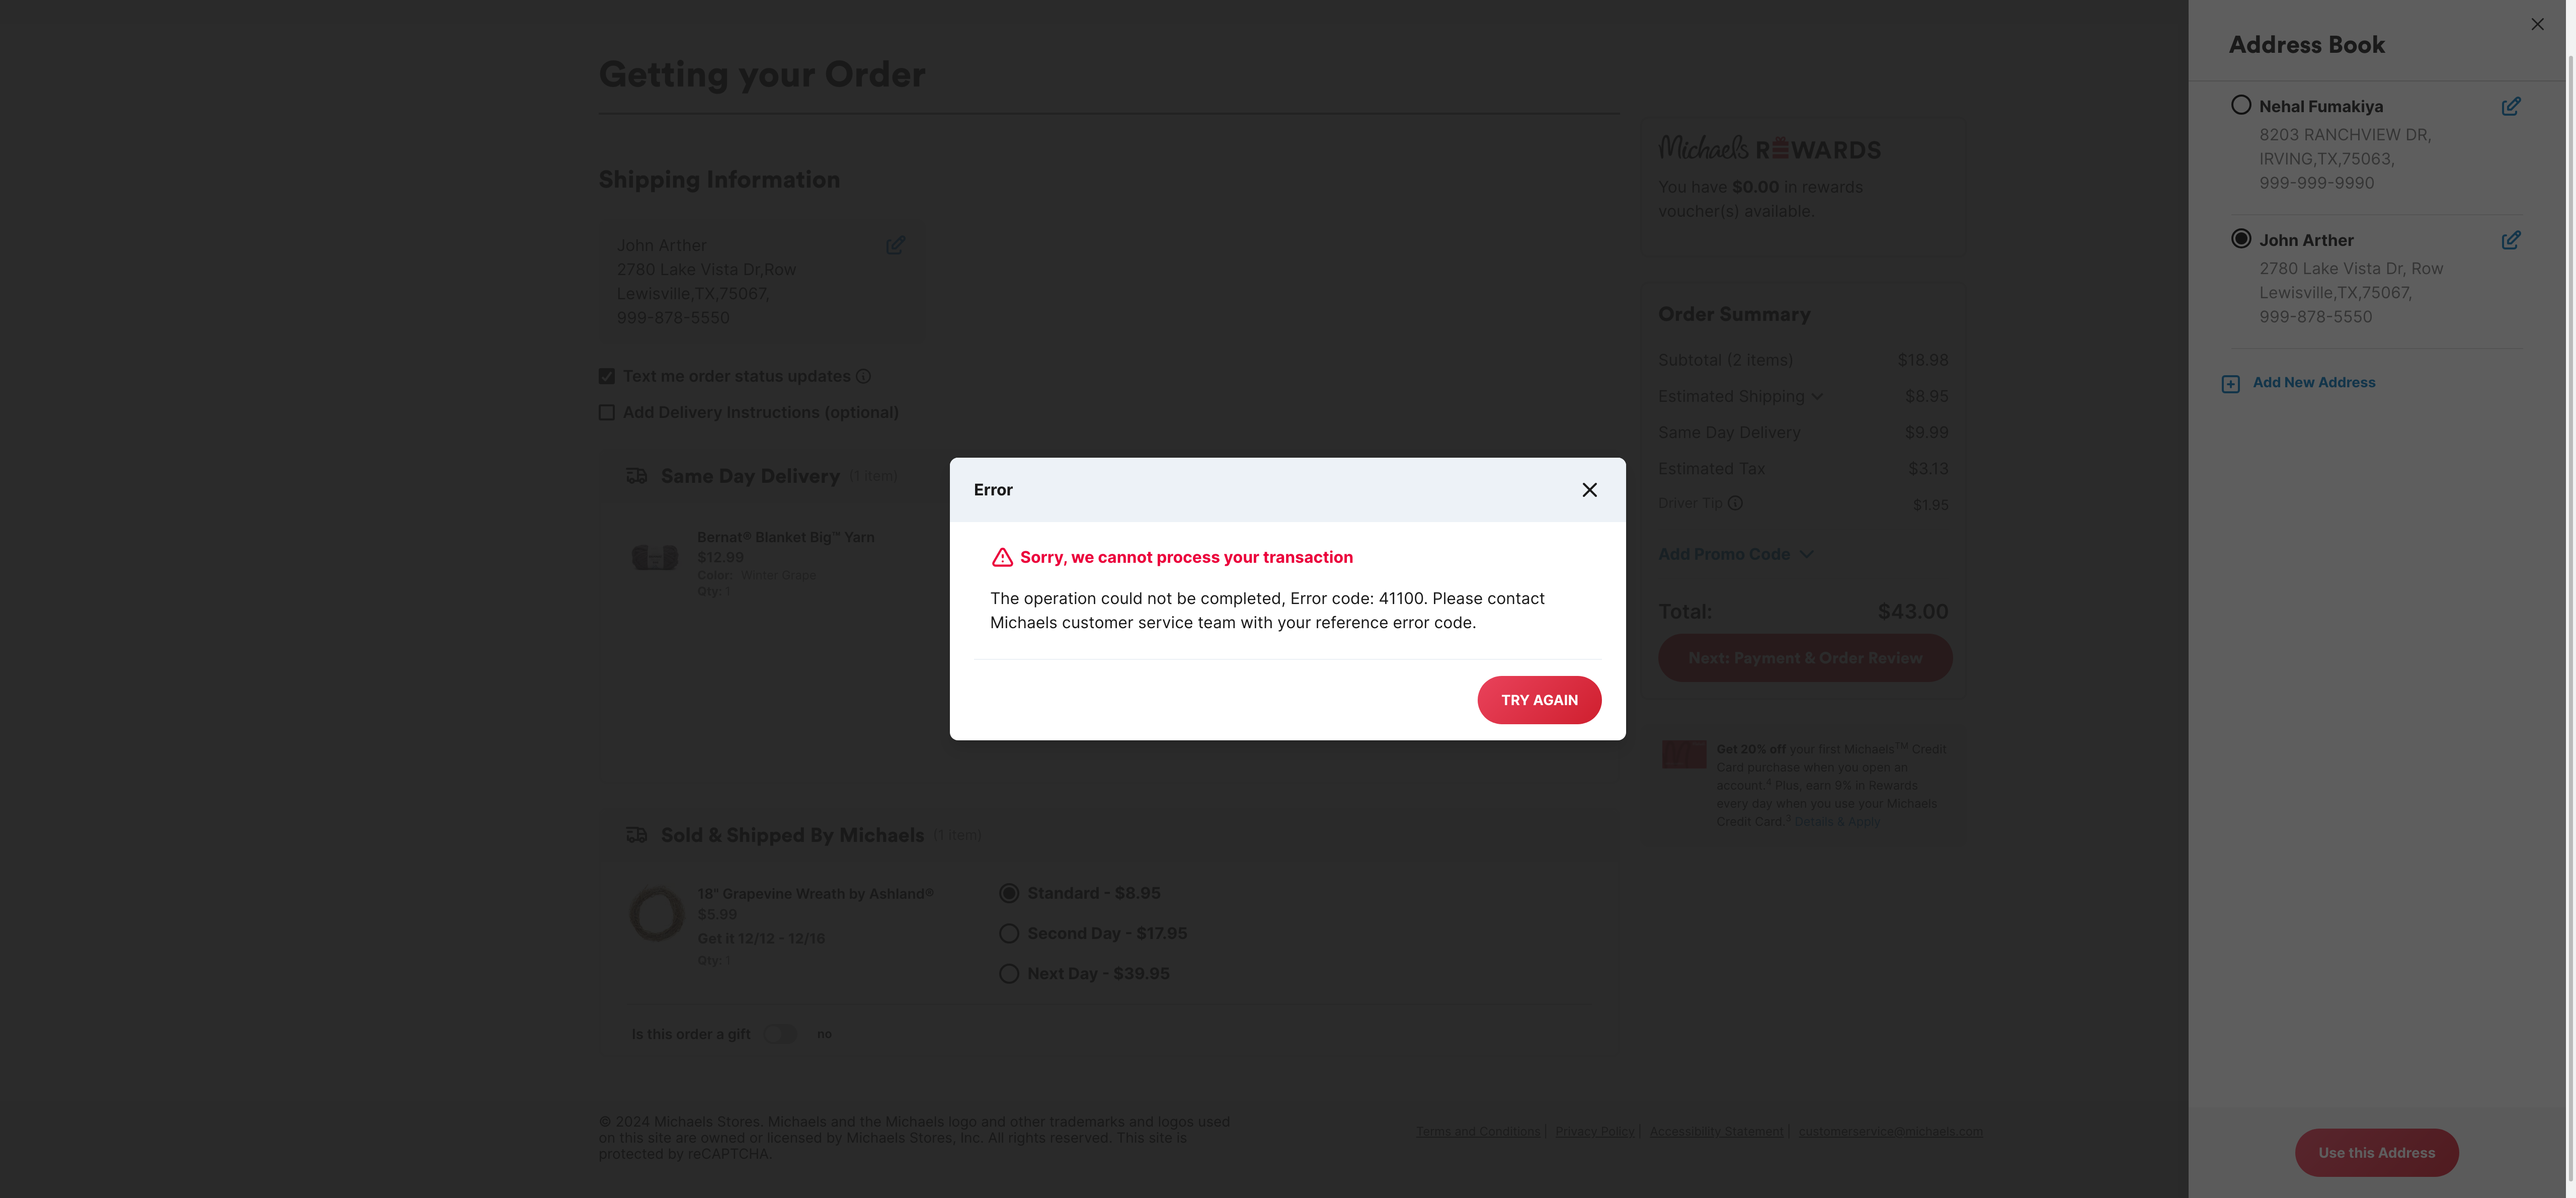 Getting your Order
Shipping Information
John Arther
2780 Lake Vista Dr,Row
Lewisville,TX,75067,
999-878-5550
Text me order status updates
Add Delivery Instructions (optional)
Same Day Delivery (1 item)
Bernat® Blanket Big™ Yarn
$12.99
Color: Winter Grape
Qty: 1
Sold & Shipped By Michaels (1 item)
18" Grapevine Wreath by Ashland®
$5.99
Get it 12/12 - 12/16
Qty: 1
Standard - $8.95
Second Day - $17.95
Next Day - $39.95
Is this order a gift no
Michaels REWARDS
You have $0.00 in rewards
voucher(s) available.
Order Summary
Subtotal (2 items) $18.98
Estimated Shipping $8.95
Same Day Delivery $9.99
Estimated Tax $3.13
Driver Tip $1.95
Add Promo Code
Total: $43.00
Next: Payment & Order Review
Get 20% off your first Michaels™ Credit
Card purchase when you open an
account.4 Plus, earn 9% in Rewards
every day when you use your Michaels
Credit Card.3 Details & Apply
Error
Sorry, we cannot process your transaction
The operation could not be completed, Error code: 41100. Please contact
Michaels customer service team with your reference error code.
TRY AGAIN
Address Book
Nehal Fumakiya
8203 RANCHVIEW DR,
IRVING,TX,75063,
999-999-9990
John Arther
2780 Lake Vista Dr, Row
Lewisville,TX,75067,
999-878-5550
Add New Address
Use this Address
© 2024 Michaels Stores. Michaels and the Michaels logo and other trademarks and logos used
on this site are owned or licensed by Michaels Stores, Inc. All rights reserved. This site is
protected by reCAPTCHA.
Terms and Conditions | Privacy Policy | Accessibility Statement | customerservice@michaels.com